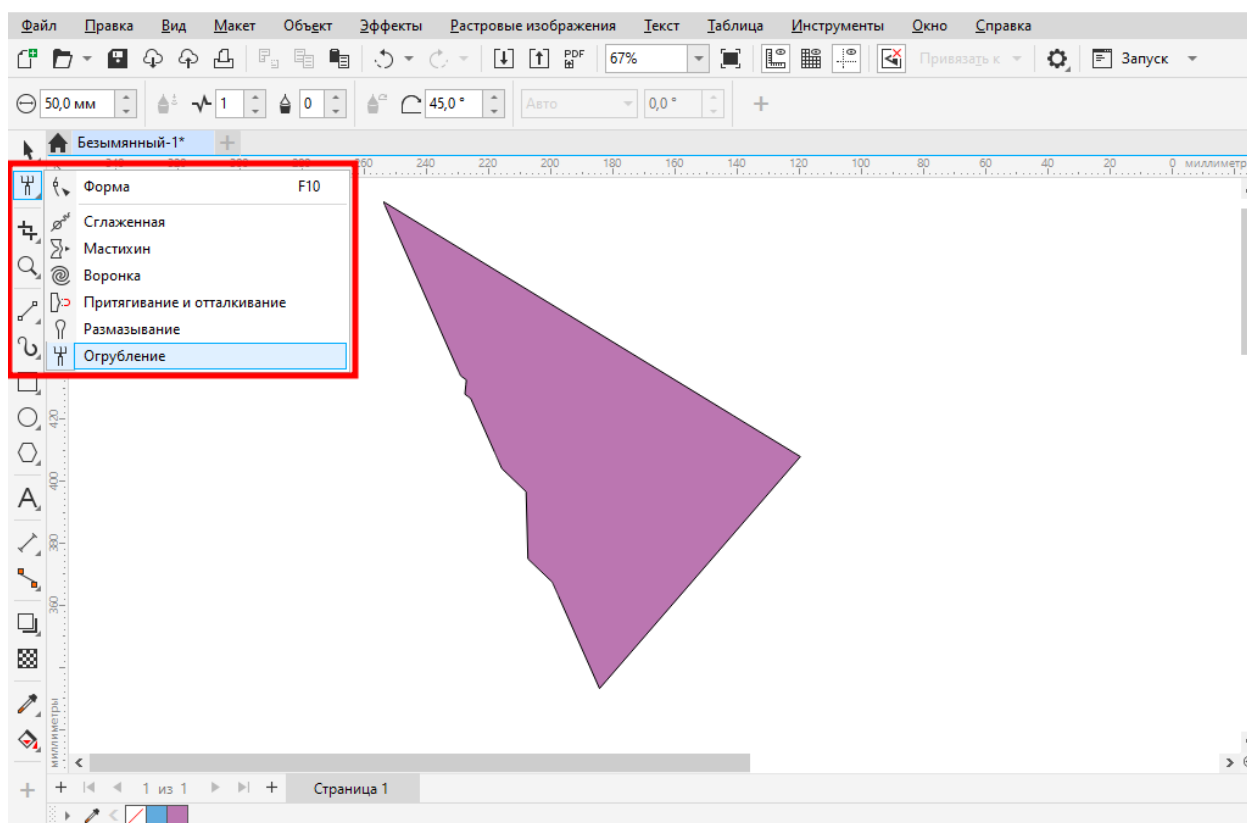 Файл Правка Вид Макет Объект Эффекты Растровые изображения Текст Таблица Инструменты Окно Справка
PDF 67% Привязать к Запуск
50,0 мм 1 0 45,0 ° Авто 0,0 °
Безымянный-1*
260 240 220 200 180 160 140 120 100 80 60 40 20 0 миллиметр
Форма F10
Сглаженная
Мастихин
Воронка
Притягивание и отталкивание
Размазывание
Огрубление
420
400
380
360
миллиметры
1 из 1 Страница 1